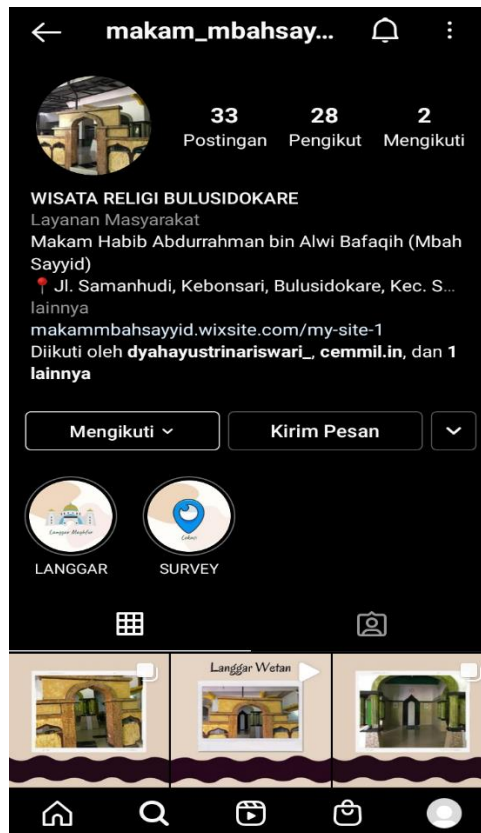 makam_mbahsay...
33 28 2
Postingan Pengikut Mengikuti
WISATA RELIGI BULUSIDOKARE
Layanan Masyarakat
Makam Habib Abdurrahman bin Alwi Bafaqih (Mbah
Sayyid)
📍 Jl. Samanhudi, Kebonsari, Bulusidokare, Kec. S...
lainnya
makammbahsayyid.wixsite.com/my-site-1
Diikuti oleh dyahayustrinariswari_, cemmil.in, dan 1
lainnya
Mengikuti Kirim Pesan
LANGGAR SURVEY
Langgar Wetan